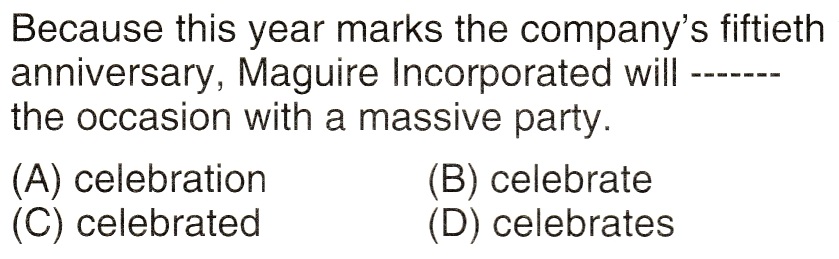 Because this year marks the company's fiftieth
anniversary, Maguire Incorporated will -------
the occasion with a massive party.
(A) celebration (B) celebrate
(C) celebrated (D) celebrates